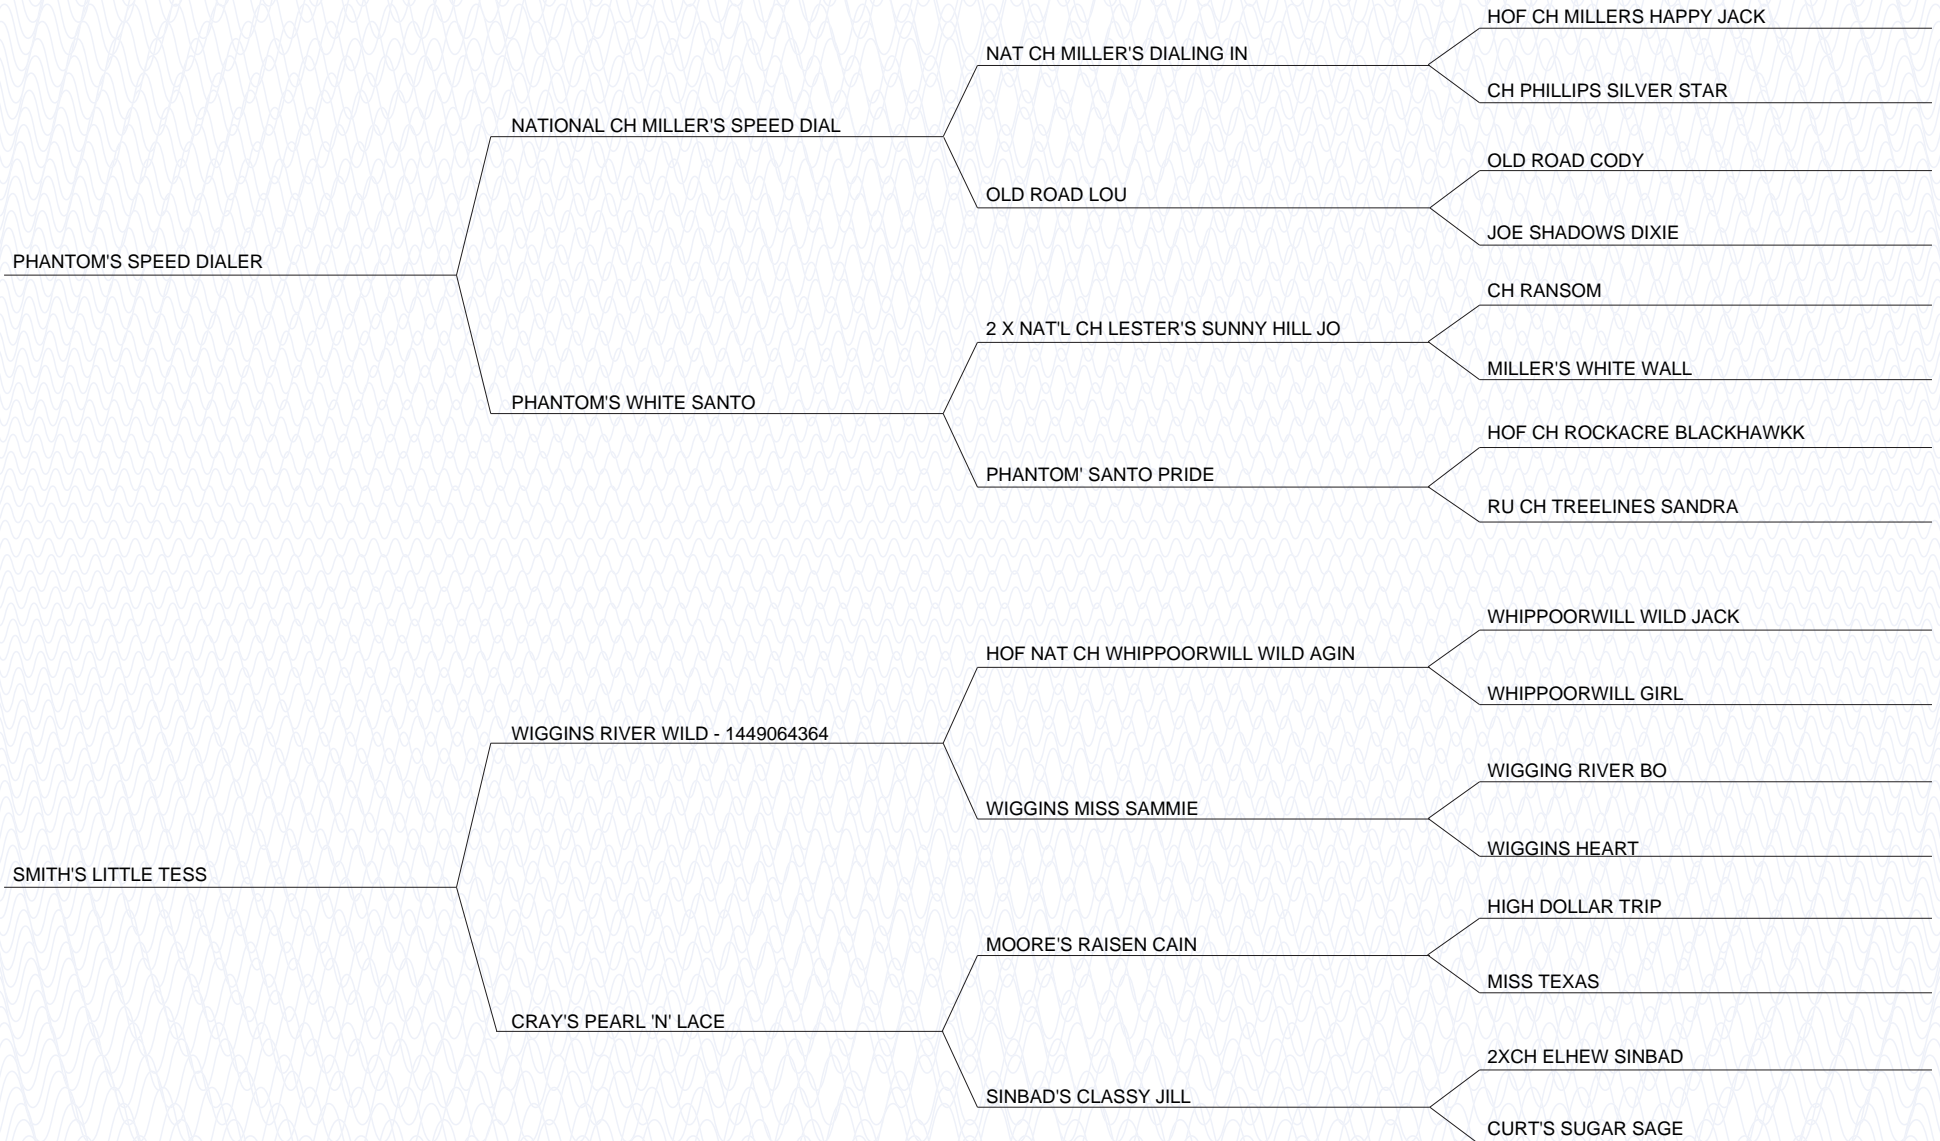 HOF CH MILLERS HAPPY JACK
NAT CH MILLER'S DIALING IN
CH PHILLIPS SILVER STAR
NATIONAL CH MILLER'S SPEED DIAL
OLD ROAD CODY
OLD ROAD LOU
JOE SHADOWS DIXIE
PHANTOM'S SPEED DIALER
CH RANSOM
2 X NAT'L CH LESTER'S SUNNY HILL JO
MILLER'S WHITE WALL
PHANTOM'S WHITE SANTO
HOF CH ROCKACRE BLACKHAWKK
PHANTOM' SANTO PRIDE
RU CH TREELINES SANDRA
WHIPPOORWILL WILD JACK
HOF NAT CH WHIPPOORWILL WILD AGIN
WHIPPOORWILL GIRL
WIGGINS RIVER WILD - 1449064364
WIGGING RIVER BO
WIGGINS MISS SAMMIE
WIGGINS HEART
SMITH'S LITTLE TESS
HIGH DOLLAR TRIP
MOORE'S RAISEN CAIN
MISS TEXAS
CRAY'S PEARL 'N' LACE
2XCH ELHEW SINBAD
SINBAD'S CLASSY JILL
CURT'S SUGAR SAGE